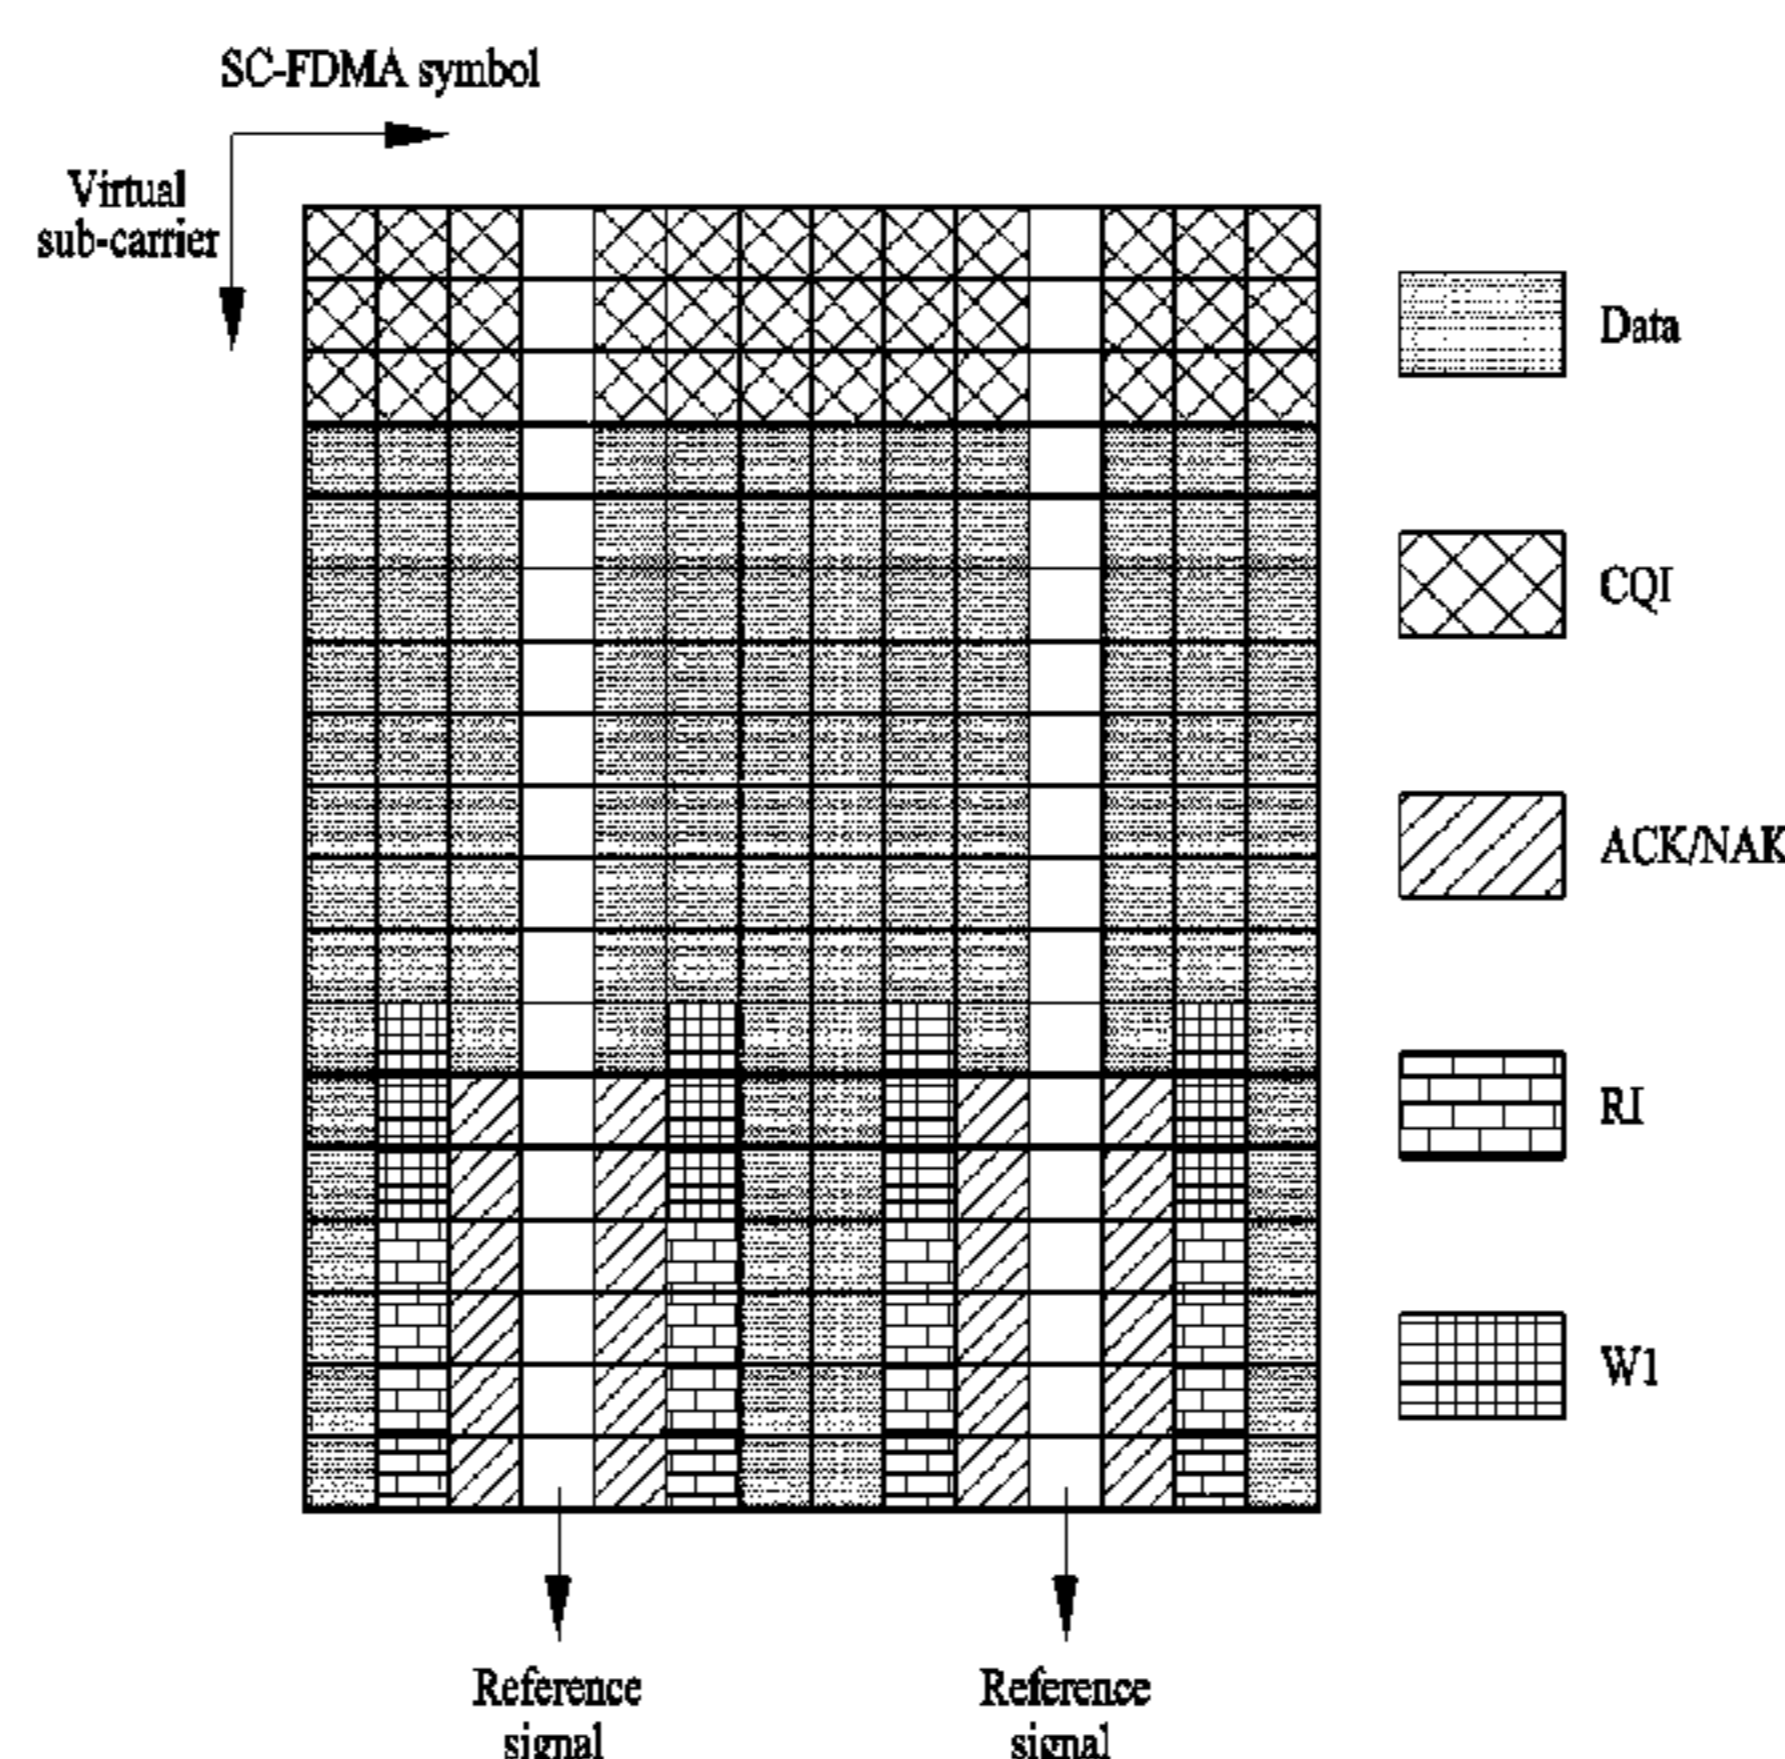 SC-FDMA symbol
Virtual
sub-carrier
Data
CQI
ACK/NAK
RI
W1
Reference
signal
Reference
signal